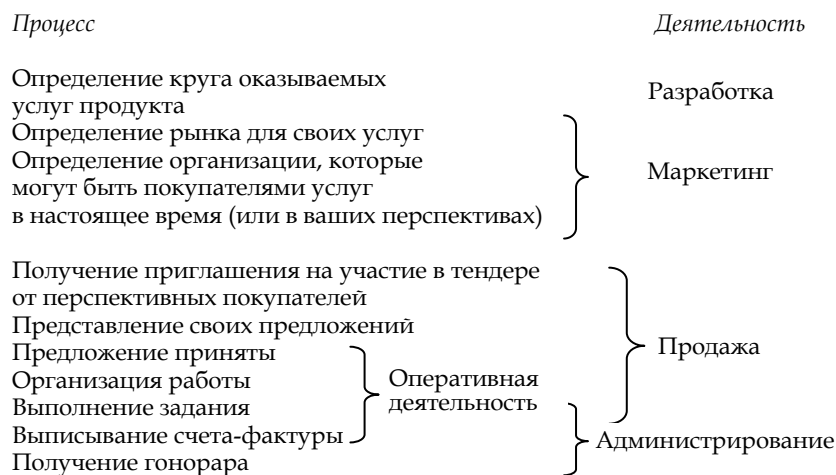 Процесс Деятельность
Определение круга оказываемых
услуг продукта
Разработка
Определение рынка для своих услуг
Определение организации, которые
могут быть покупателями услуг
в настоящее время (или в ваших перспективах)
Маркетинг
Получение приглашения на участие в тендере
от перспективных покупателей
Представление своих предложений
Предложение приняты
Организация работы
Выполнение задания
Выписывание счета-фактуры
Получение гонорара
Оперативная
деятельность
Продажа
Администрирование